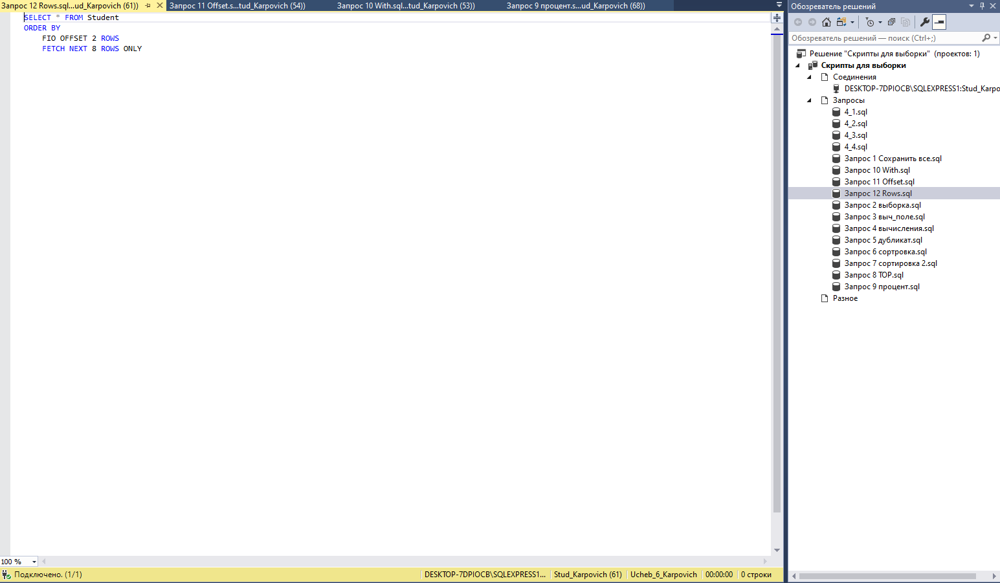 Запрос 12 Rows.sql...ud_Karpovich (61))
Запрос 11 Offset.s...tud_Karpovich (54))
Запрос 10 With.sql...tud_Karpovich (53))
Запрос 9 процент.s...ud_Karpovich (68))
SELECT * FROM Student
ORDER BY
FIO OFFSET 2 ROWS
FETCH NEXT 8 ROWS ONLY
100 %
Подключено. (1/1)
DESKTOP-7DPIOCB\SQLEXPRESS1...
Stud_Karpovich (61)
Ucheb_6_Karpovich
00:00:00
0 строки
Обозреватель решений
Обозреватель решений — поиск (Ctrl+;)
Решение "Скрипты для выборки" (проектов: 1)
Скрипты для выборки
Соединения
DESKTOP-7DPIOCB\SQLEXPRESS1:Stud_Karpo
Запросы
4_1.sql
4_2.sql
4_3.sql
4_4.sql
Запрос 1 Сохранить все.sql
Запрос 10 With.sql
Запрос 11 Offset.sql
Запрос 12 Rows.sql
Запрос 2 выборка.sql
Запрос 3 выч_поле.sql
Запрос 4 вычисления.sql
Запрос 5 дубликат.sql
Запрос 6 сортровка.sql
Запрос 7 сортировка 2.sql
Запрос 8 TOP.sql
Запрос 9 процент.sql
Разное